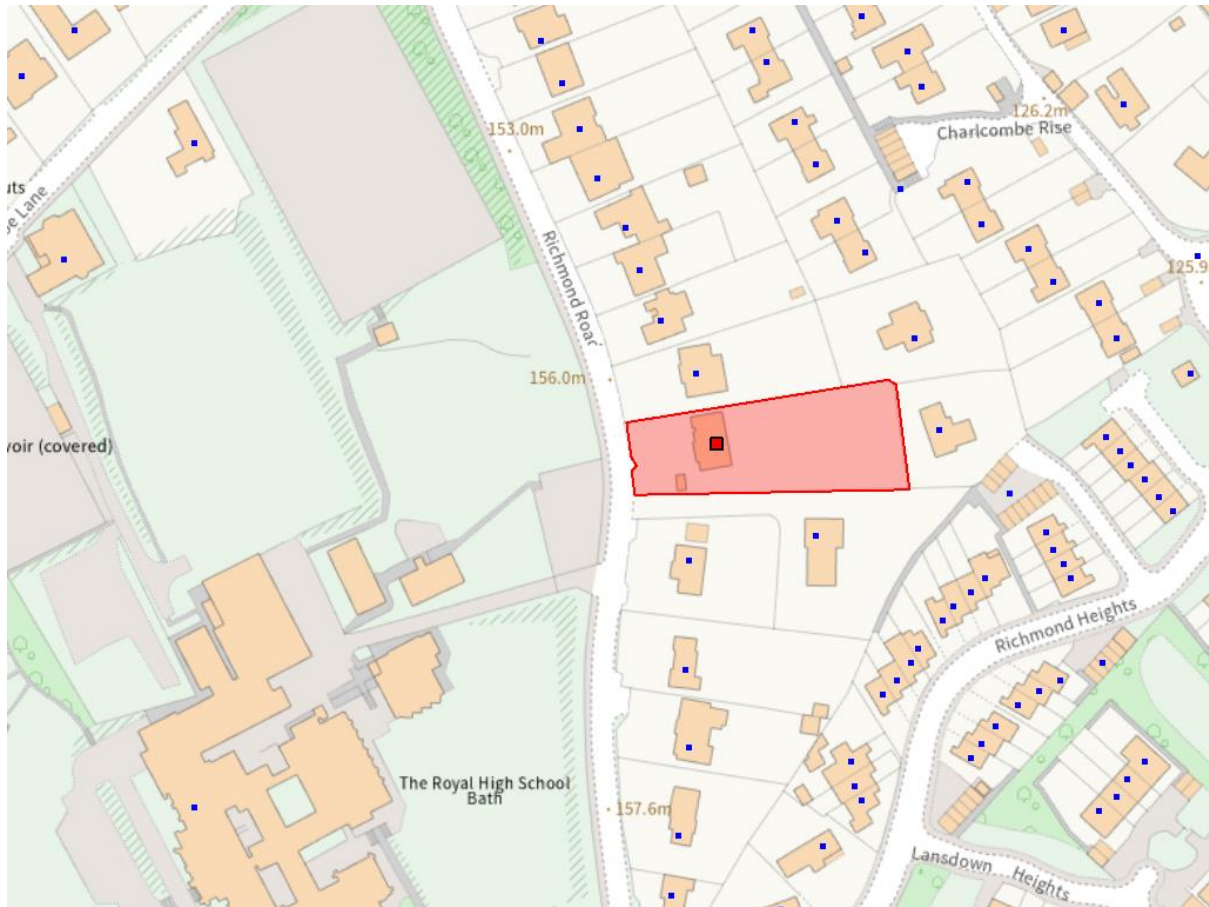 153.0m
126.2m
Charlcombe Rise
uts
Richmond Road
125.9
156.0m
voir (covered)
Richmond Heights
The Royal High School
Bath
157.6m
Lansdown Heights